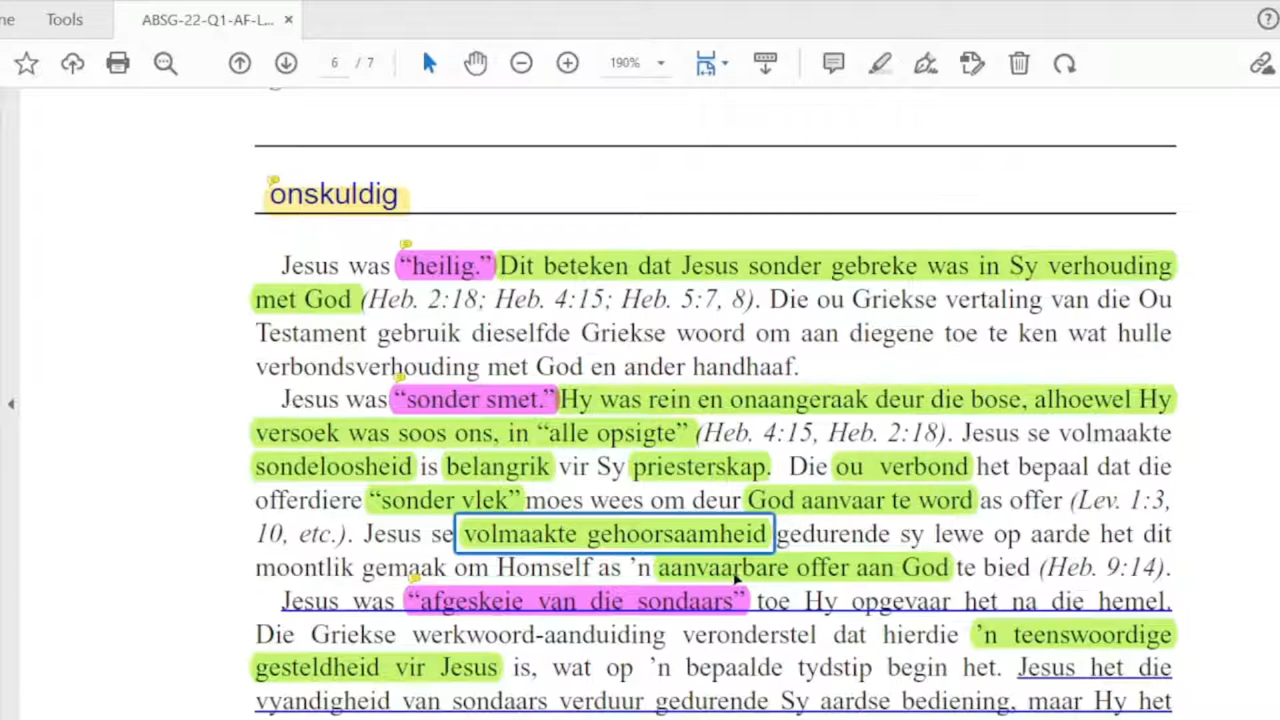 Tools
ABSG-22-Q1-AF-L...
6 / 7
190%
onskuldig
Jesus was “heilig.” Dit beteken dat Jesus sonder gebreke was in Sy verhouding
met God (Heb. 2:18; Heb. 4:15; Heb. 5:7, 8). Die ou Griekse vertaling van die Ou
Testament gebruik dieselfde Griekse woord om aan diegene toe te ken wat hulle
verbondsverhouding met God en ander handhaaf.
Jesus was “sonder smet.” Hy was rein en onaangeraak deur die bose, alhoewel Hy
versoek was soos ons, in “alle opsigte” (Heb. 4:15, Heb. 2:18). Jesus se volmaakte
sondeloosheid is belangrik vir Sy priesterskap. Die ou verbond het bepaal dat die
offerdiere “sonder vlek” moes wees om deur God aanvaar te word as offer (Lev. 1:3,
10, etc.). Jesus se volmaakte gehoorsaamheid gedurende sy lewe op aarde het dit
moontlik gemaak om Homself as ’n aanvaarbare offer aan God te bied (Heb. 9:14).
Jesus was “afgeskeie van die sondaars” toe Hy opgevaar het na die hemel.
Die Griekse werkwoord-aanduiding veronderstel dat hierdie ’n teenswoordige
gesteldheid vir Jesus is, wat op ’n bepaalde tydstip begin het. Jesus het die
vyandigheid van sondaars verduur gedurende Sy aardse bediening, maar Hy het